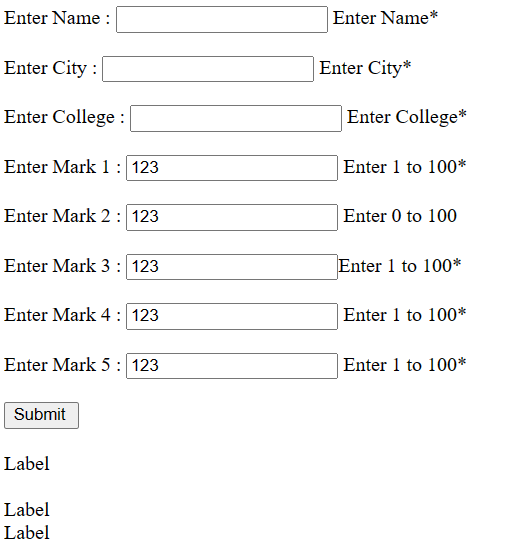 Enter Name : Enter Name*
Enter City : Enter City*
Enter College : Enter College*
Enter Mark 1 : 123 Enter 1 to 100*
Enter Mark 2 : 123 Enter 0 to 100
Enter Mark 3 : 123 Enter 1 to 100*
Enter Mark 4 : 123 Enter 1 to 100*
Enter Mark 5 : 123 Enter 1 to 100*
Submit
Label
Label
Label